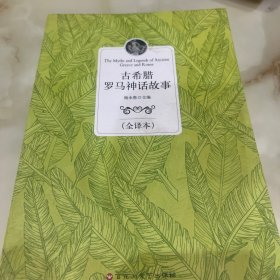 The Myths and Legends of Ancient
Greece and Rome
古希腊
罗马神话故事
(全译本)